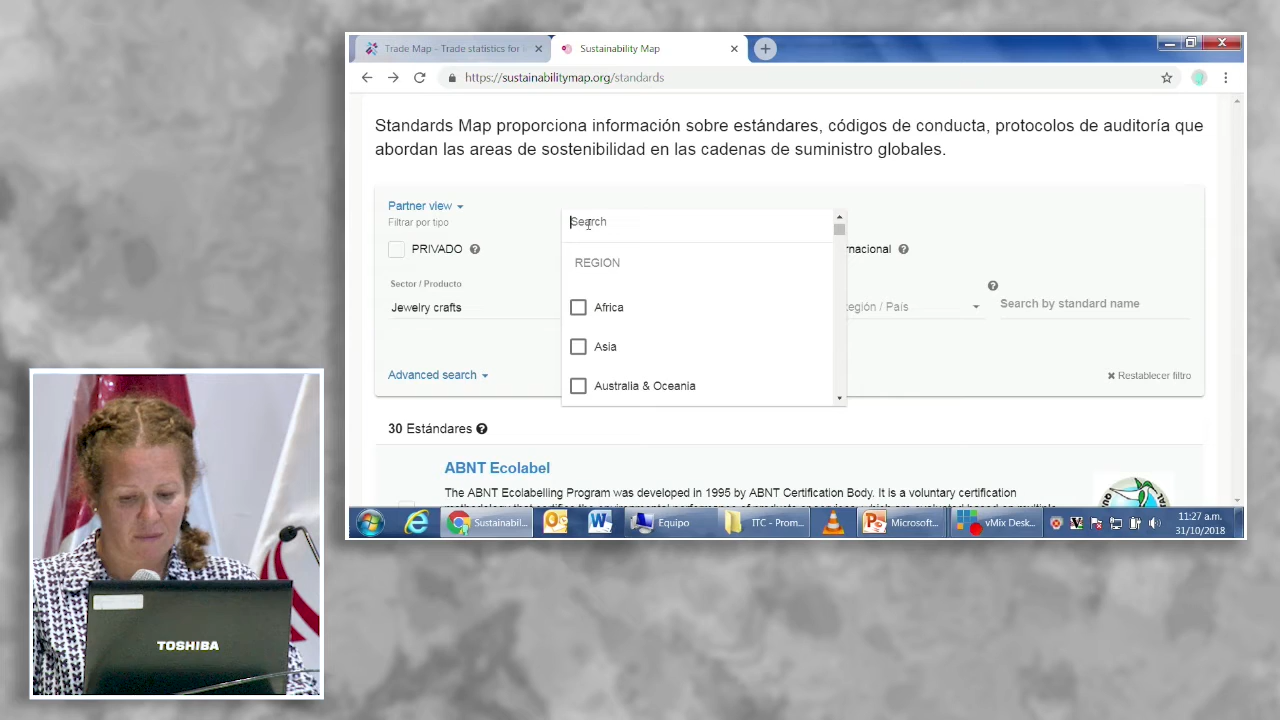 Trade Map - Trade statistics for
Sustainability Map
https://sustainabilitymap.org/standards
Standards Map proporciona información sobre estándares, códigos de conducta, protocolos de auditoría que
abordan las areas de sostenibilidad en las cadenas de suministro globales.
Partner view
Filtrar por tipo
PRIVADO
Search
rnacional
Sector / Producto
REGION
Jewelry crafts
Africa
Región / País
Search by standard name
Asia
Advanced search
Australia & Oceania
Restablecer filtro
30 Estándares
ABNT Ecolabel
The ABNT Ecolabelling Program was developed in 1995 by ABNT Certification Body. It is a voluntary certification
Sustainabil...
Equipo
ITC - Prom...
Microsoft...
vMix Desk...
11:27 a.m.
31/10/2018
TOSHIBA